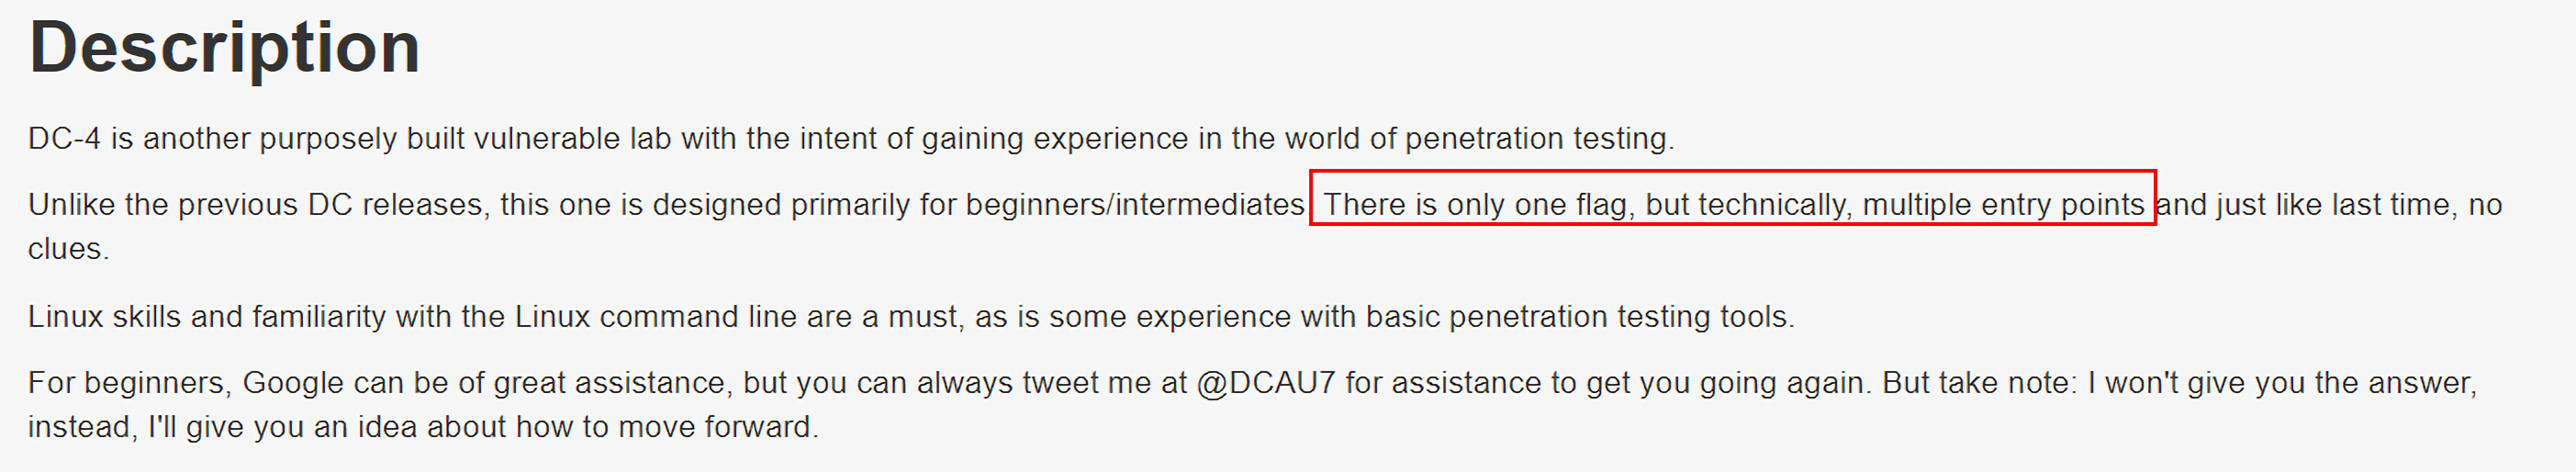 Description
DC-4 is another purposely built vulnerable lab with the intent of gaining experience in the world of penetration testing.
Unlike the previous DC releases, this one is designed primarily for beginners/intermediates There is only one flag, but technically, multiple entry points and just like last time, no
clues.
Linux skills and familiarity with the Linux command line are a must, as is some experience with basic penetration testing tools.
For beginners, Google can be of great assistance, but you can always tweet me at @DCAU7 for assistance to get you going again. But take note: I won't give you the answer,
instead, I'll give you an idea about how to move forward.